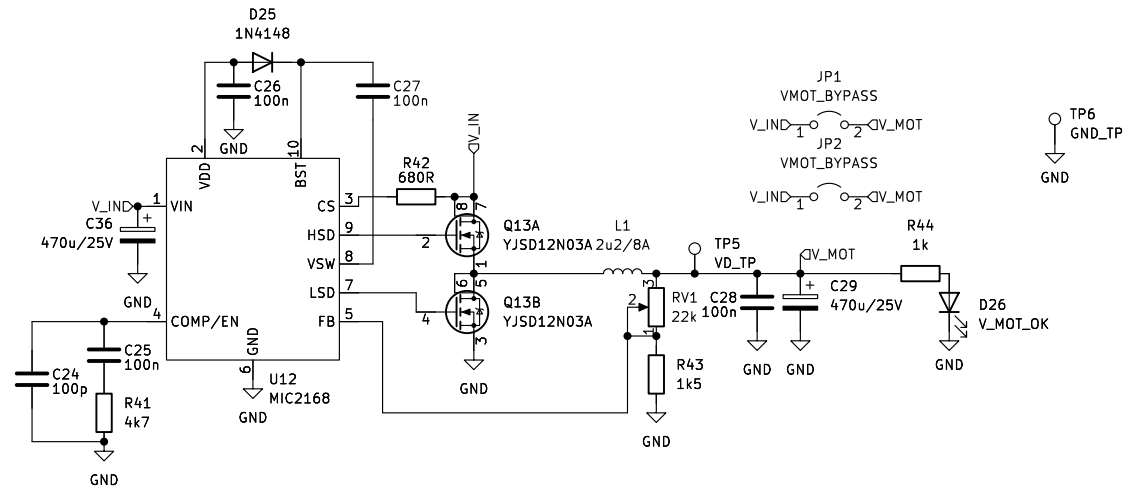 D25
1N4148
C26
100n
C27
100n
GND
V_IN
2
VDD
10
BST
V_IN
1
VIN
C36
470u/25V
+
GND
3
CS
9
HSD
8
VSW
7
LSD
5
FB
4
COMP/EN
GND
6
U12
MIC2168
GND
R42
680R
8
7
Q13A
YJSD12N03A
2
1
6
5
Q13B
YJSD12N03A
4
3
GND
C25
100n
C24
100p
R41
4k7
GND
L1
2u2/8A
TP5
VD_TP
3
2
RV1
22k
1
R43
1k5
GND
C28
100n
GND
V_MOT
+
C29
470u/25V
GND
R44
1k
D26
V_MOT_OK
GND
JP1
VMOT_BYPASS
V_IN
1
2
V_MOT
JP2
VMOT_BYPASS
V_IN
1
2
V_MOT
TP6
GND_TP
GND